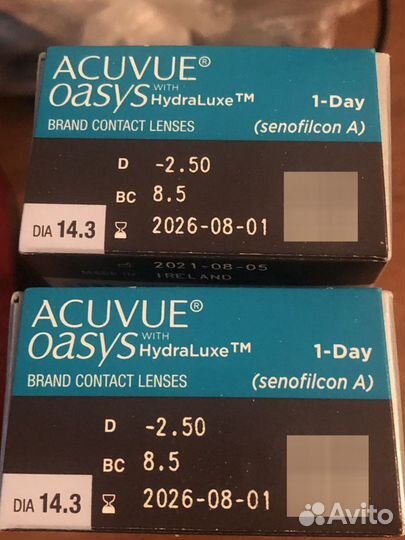 ACUVUE®
OASYS WITH HydraLuxe™ 1-Day
BRAND CONTACT LENSES (senofilcon A)
D -2.50
BC 8.5
DIA 14.3 2026-08-01
2021-08-05
MADE IN IRELAND
ACUVUE®
OASYS WITH HydraLuxe™ 1-Day
BRAND CONTACT LENSES (senofilcon A)
D -2.50
BC 8.5
DIA 14.3 2026-08-01
Avito